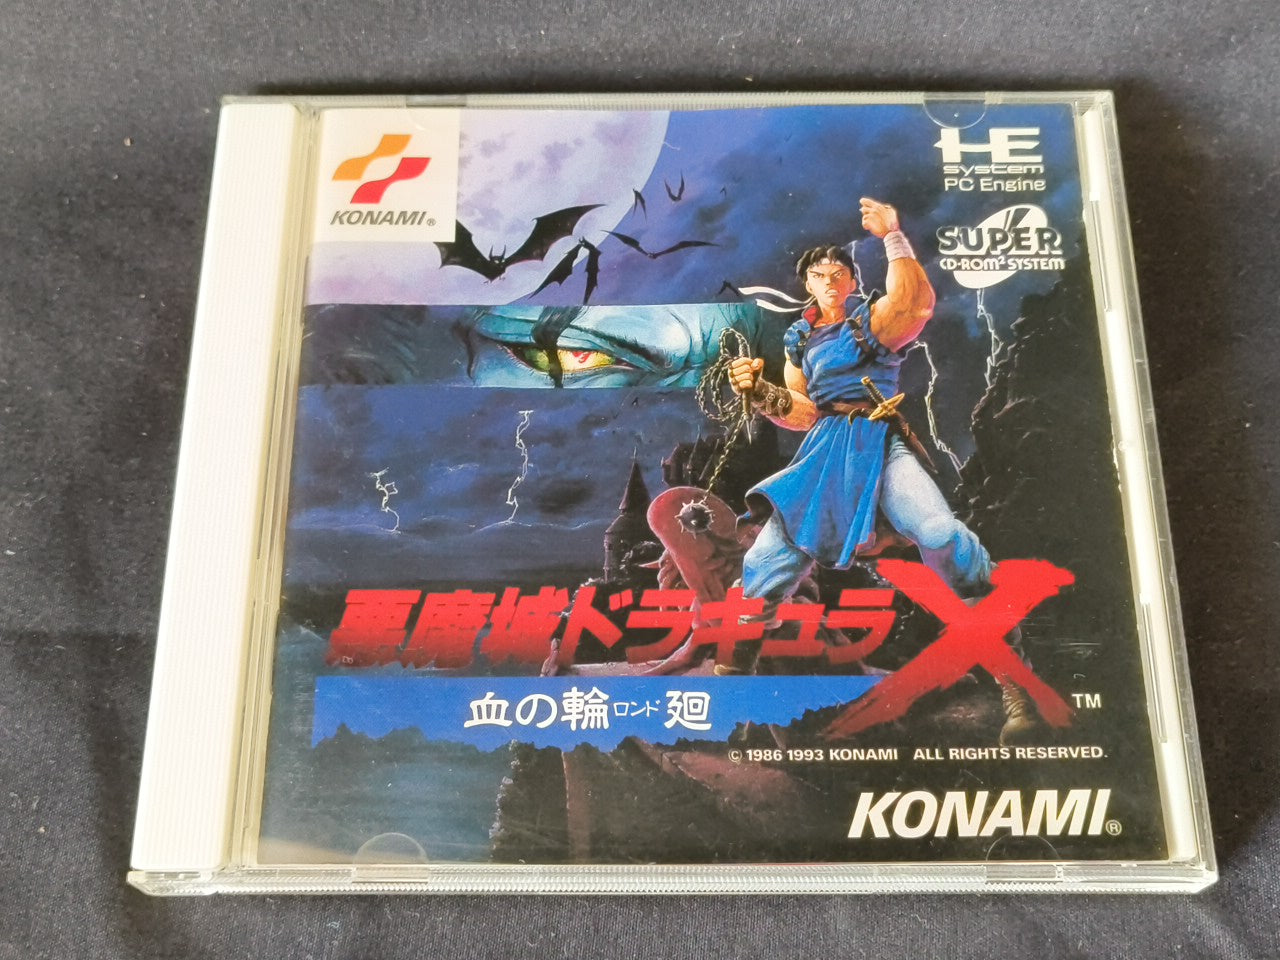 KONAMI®
HE
system
PC Engine
SUPER
CD-ROM² SYSTEM
悪魔城ドラキュラX
血の輪ロンド廻
TM
© 1986 1993 KONAMI ALL RIGHTS RESERVED.
KONAMI®